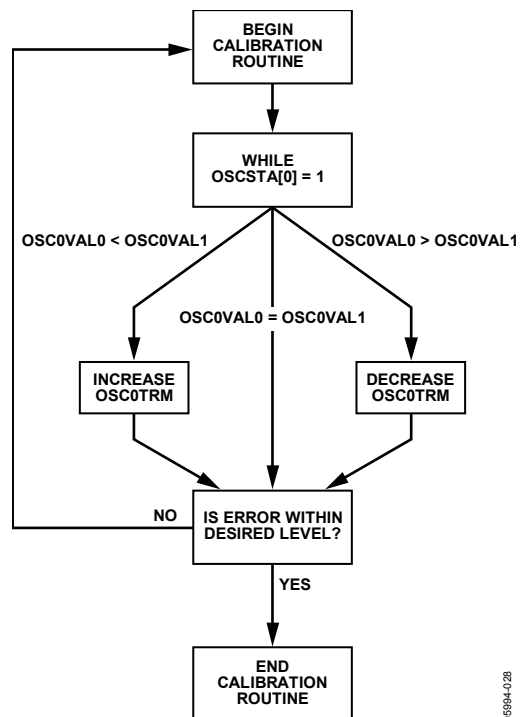 BEGIN
CALIBRATION
ROUTINE
WHILE
OSCSTA[0] = 1
OSC0VAL0 < OSC0VAL1
OSC0VAL0 > OSC0VAL1
OSC0VAL0 = OSC0VAL1
INCREASE
OSC0TRM
DECREASE
OSC0TRM
NO
IS ERROR WITHIN
DESIRED LEVEL?
YES
END
CALIBRATION
ROUTINE
5994-028